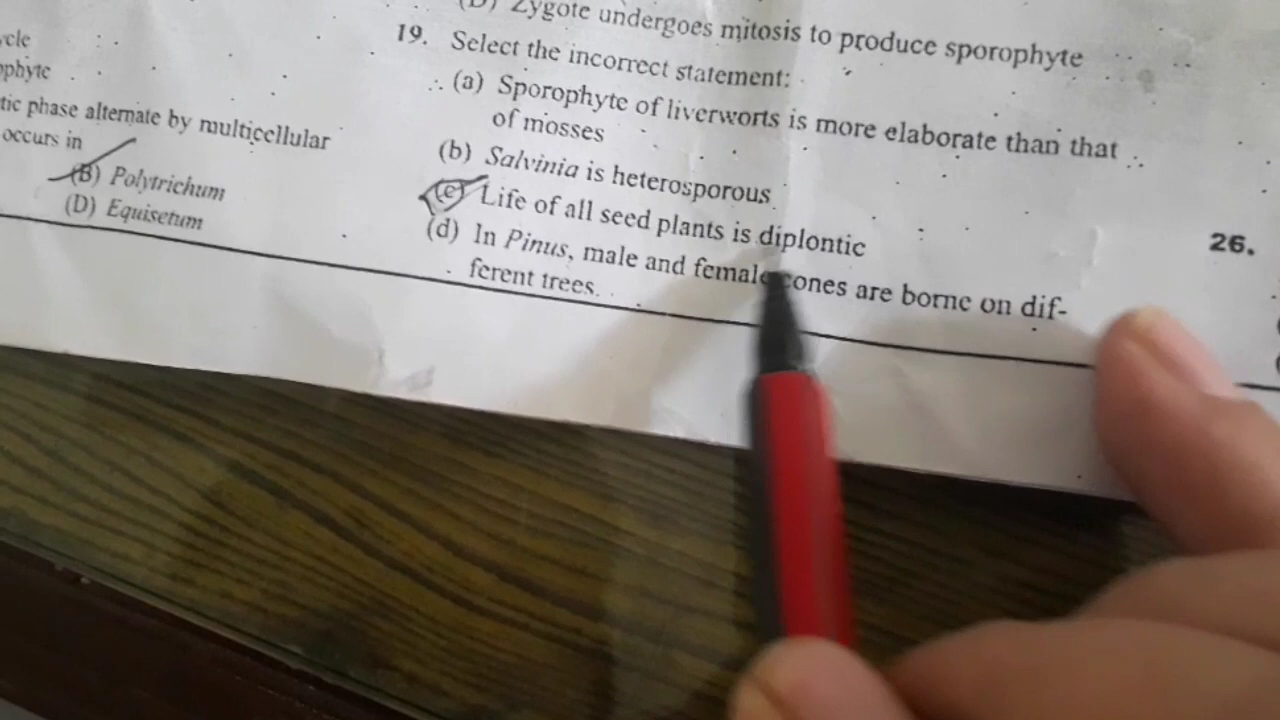 ycle
ophyte
tic phase alternate by multicellular
occurs in
(B) Polytrichum
(D) Equisetum
(D) Zygote undergoes mitosis to produce sporophyte
19. Select the incorrect statement:
(a) Sporophyte of liverworts is more elaborate than that
of mosses
(b) Salvinia is heterosporous
(c) Life of all seed plants is diplontic
(d) In Pinus, male and female cones are borne on dif-
ferent trees.
26.